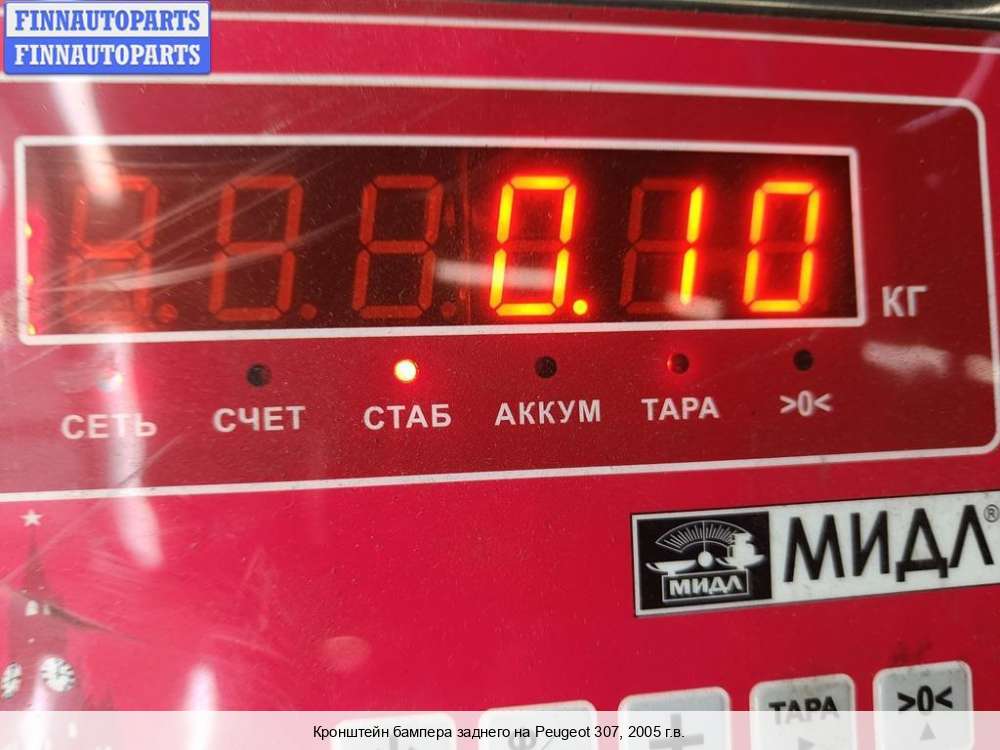 FINNAUTOPARTS
FINNAUTOPARTS
0.10
КГ
СЕТЬ СЧЕТ СТАБ АККУМ ТАРА >0<
МИДЛ МИДЛ®
ТАРА >0<
Кронштейн бампера заднего на Peugeot 307, 2005 г.в.